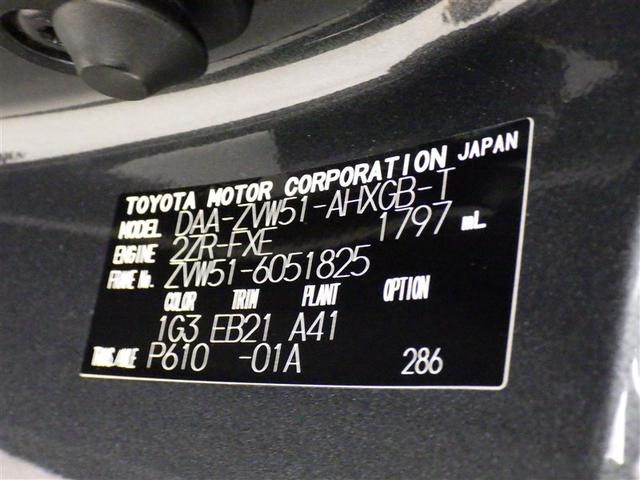 TOYOTA MOTOR CORPORATION JAPAN
MODEL DAA-ZVW51-AHXGB-T
ENGINE 2ZR-FXE 1797 mL
FRAME No. ZVW51-6051825
COLOR TRIM PLANT OPTION
1G3 EB21 A41
TRANS/AXLE P610 -01A 286